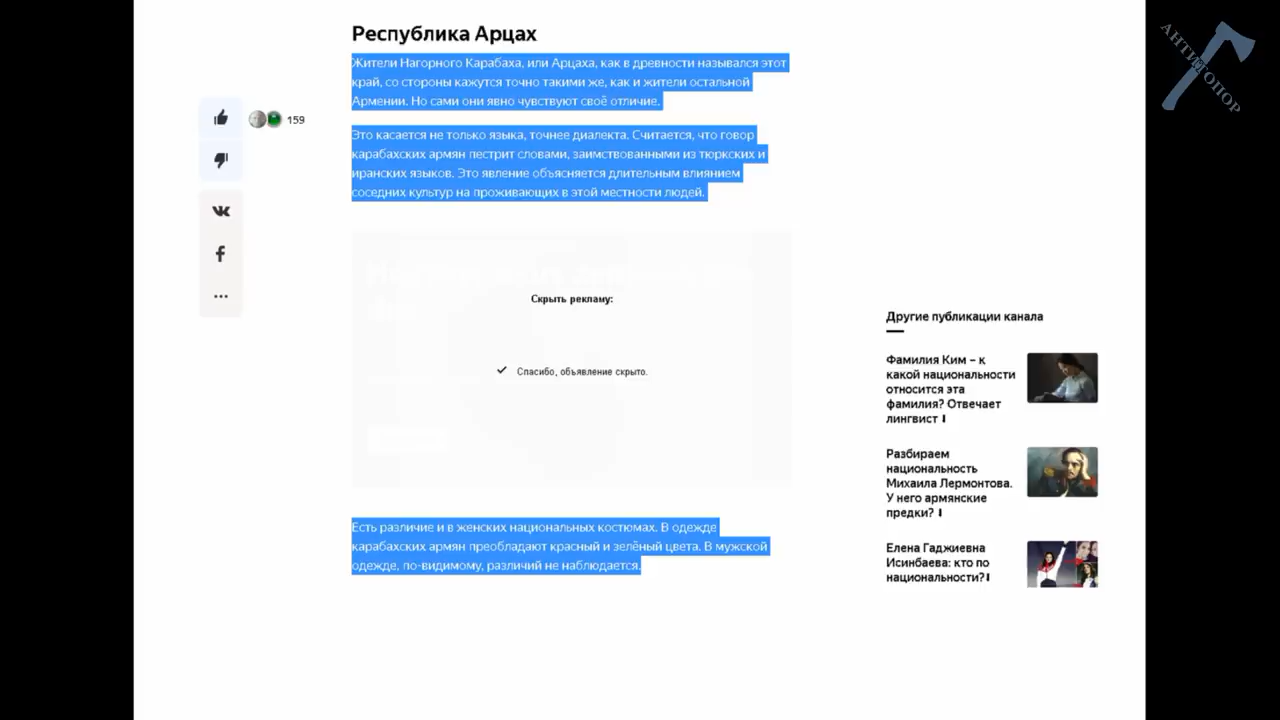 Республика Арцах
Жители Нагорного Карабаха, или Арцаха, как в древности назывался этот
край, со стороны кажутся точно такими же, как и жители остальной
Армении. Но сами они явно чувствуют своё отличие.
159
Это касается не только языка, точнее диалекта. Считается, что говор
карабахских армян пестрит словами, заимствованными из тюркских и
иранских языков. Это явление объясняется длительным влиянием
соседних культур на проживающих в этой местности людей.
Скрыть рекламу:
Спасибо, объявление скрыто.
Есть различие и в женских национальных костюмах. В одежде
карабахских армян преобладают красный и зелёный цвета. В мужской
одежде, по-видимому, различий не наблюдается.
Другие публикации канала
Фамилия Ким – к
какой национальности
относится эта
фамилия? Отвечает
лингвист
Разбираем
национальность
Михаила Лермонтова.
У него армянские
предки?
Елена Гаджиевна
Исинбаева: кто по
национальности?
АНТИТОПОР